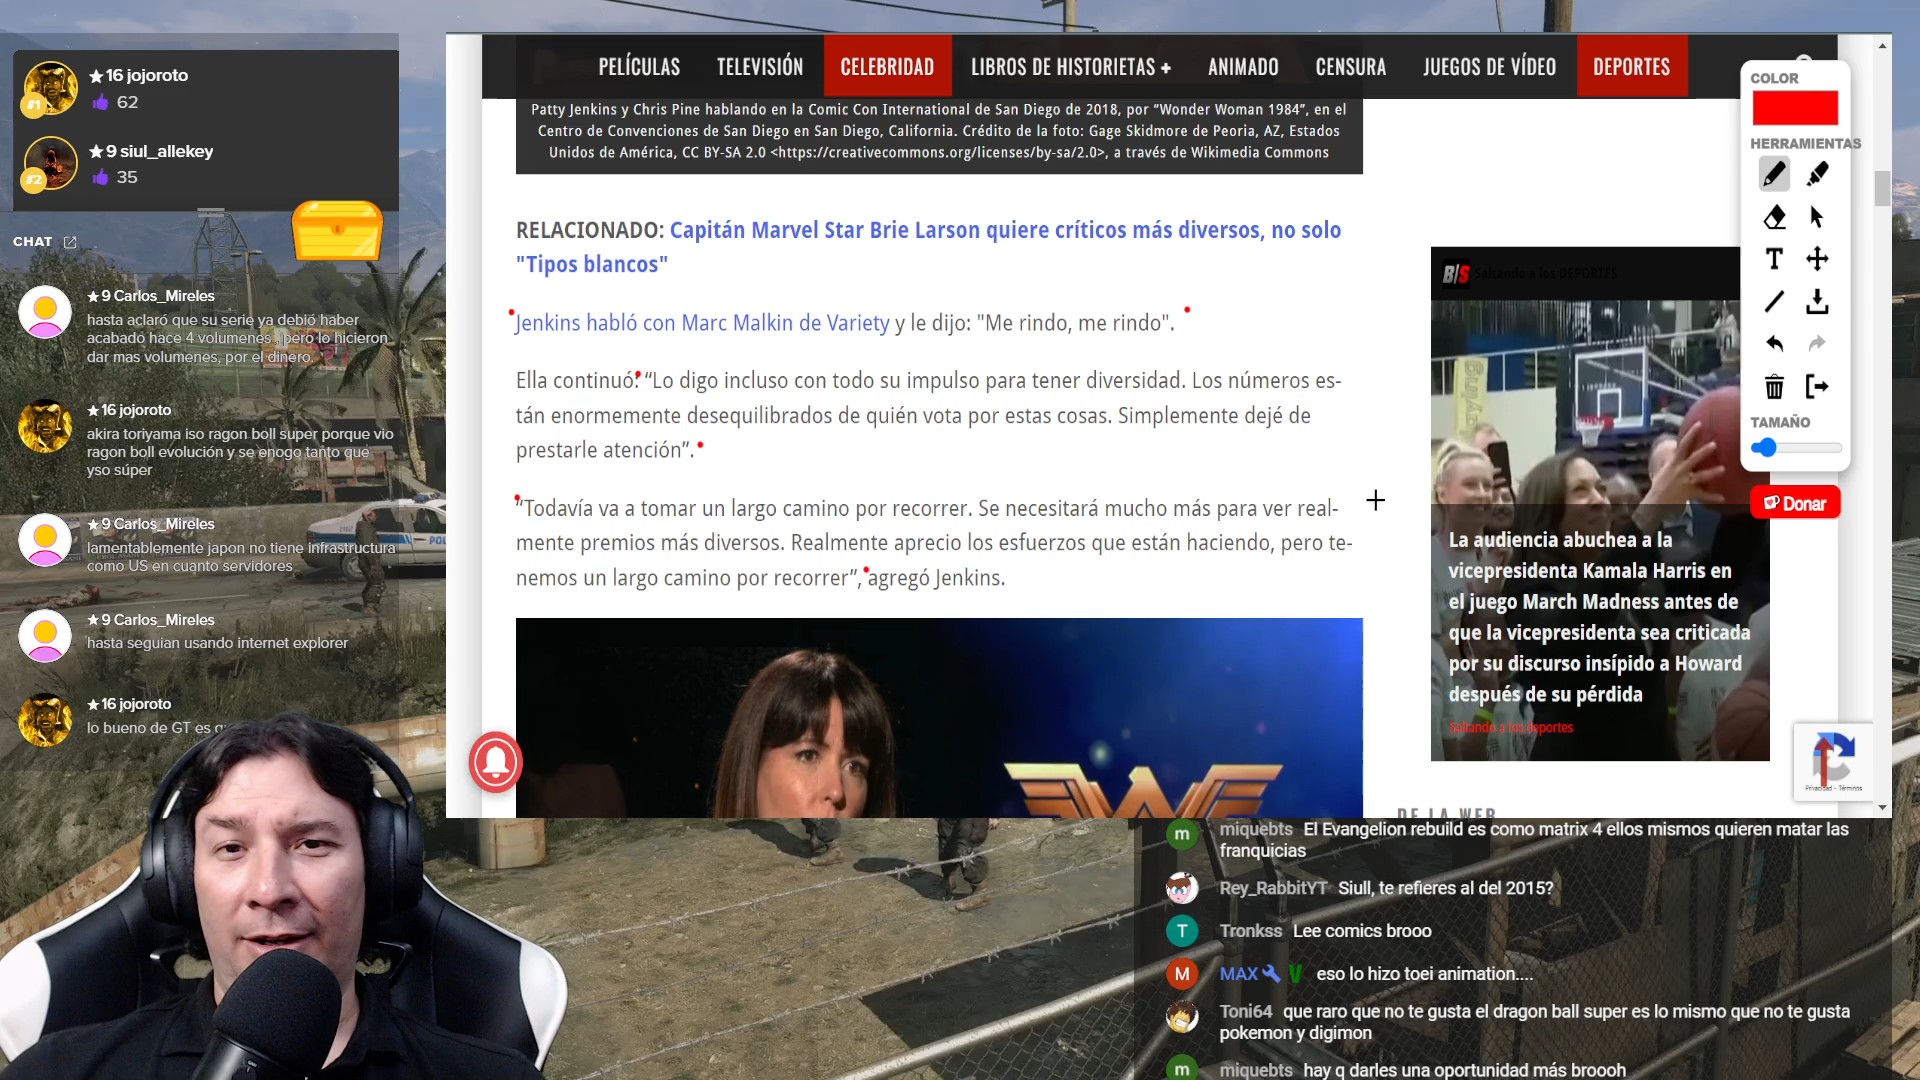 #1
★16 jojoroto
62
#2
★9 siul_allekey
35
CHAT
★9 Carlos_Mireles
hasta aclaró que su serie ya debió haber
acabado hace 4 volumenes , pero lo hicieron
dar mas volumenes, por el dinero.
★16 jojoroto
akira toriyama iso ragon boll super porque vio
ragon boll evolución y se enogo tanto que
yso súper
★9 Carlos_Mireles
lamentablemente japon no tiene infrastructura
como US en cuanto servidores
★9 Carlos_Mireles
hasta seguian usando internet explorer
★16 jojoroto
lo bueno de GT es
PELÍCULAS TELEVISIÓN CELEBRIDAD LIBROS DE HISTORIETAS + ANIMADO CENSURA JUEGOS DE VÍDEO DEPORTES
Patty Jenkins y Chris Pine hablando en la Comic Con International de San Diego de 2018, por “Wonder Woman 1984”, en el
Centro de Convenciones de San Diego en San Diego, California. Crédito de la foto: Gage Skidmore de Peoria, AZ, Estados
Unidos de América, CC BY-SA 2.0 <https://creativecommons.org/licenses/by-sa/2.0>, a través de Wikimedia Commons
RELACIONADO: Capitán Marvel Star Brie Larson quiere críticos más diversos, no solo
"Tipos blancos"
Jenkins habló con Marc Malkin de Variety y le dijo: "Me rindo, me rindo".
Ella continuó: “Lo digo incluso con todo su impulso para tener diversidad. Los números es-
tán enormemente desequilibrados de quién vota por estas cosas. Simplemente dejé de
prestarle atención”.
“Todavía va a tomar un largo camino por recorrer. Se necesitará mucho más para ver real-
mente premios más diversos. Realmente aprecio los esfuerzos que están haciendo, pero te-
nemos un largo camino por recorrer”, agregó Jenkins.
B/S Saltando a los DEPORTES
La audiencia abuchea a la
vicepresidenta Kamala Harris en
el juego March Madness antes de
que la vicepresidenta sea criticada
por su discurso insípido a Howard
después de su pérdida
Saltando a los deportes
DE LA WEB
COLOR
HERRAMIENTAS
T
TAMAÑO
Donar
Privacidad - Términos
m miquebts El Evangelion rebuild es como matrix 4 ellos mismos quieren matar las
franquicias
Rey_RabbitYT Siull, te refieres al del 2015?
T Tronkss Lee comics brooo
M MAX eso lo hizo toei animation....
Toni64 que raro que no te gusta el dragon ball super es lo mismo que no te gusta
pokemon y digimon
m miquebts hay q darles una oportunidad más broooh